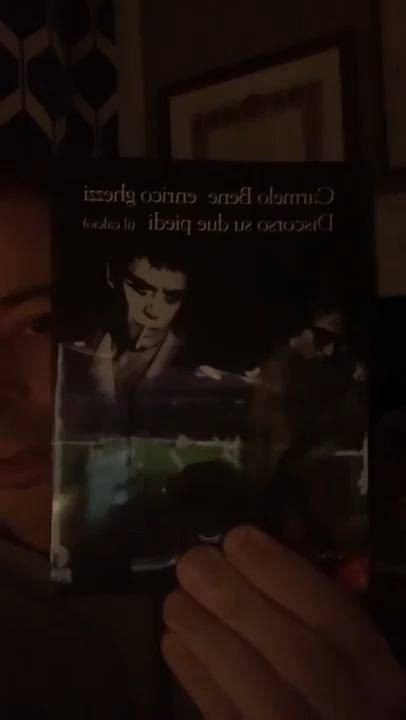 Carmelo Bene enrico ghezzi
Discorso su due piedi (il calcio)